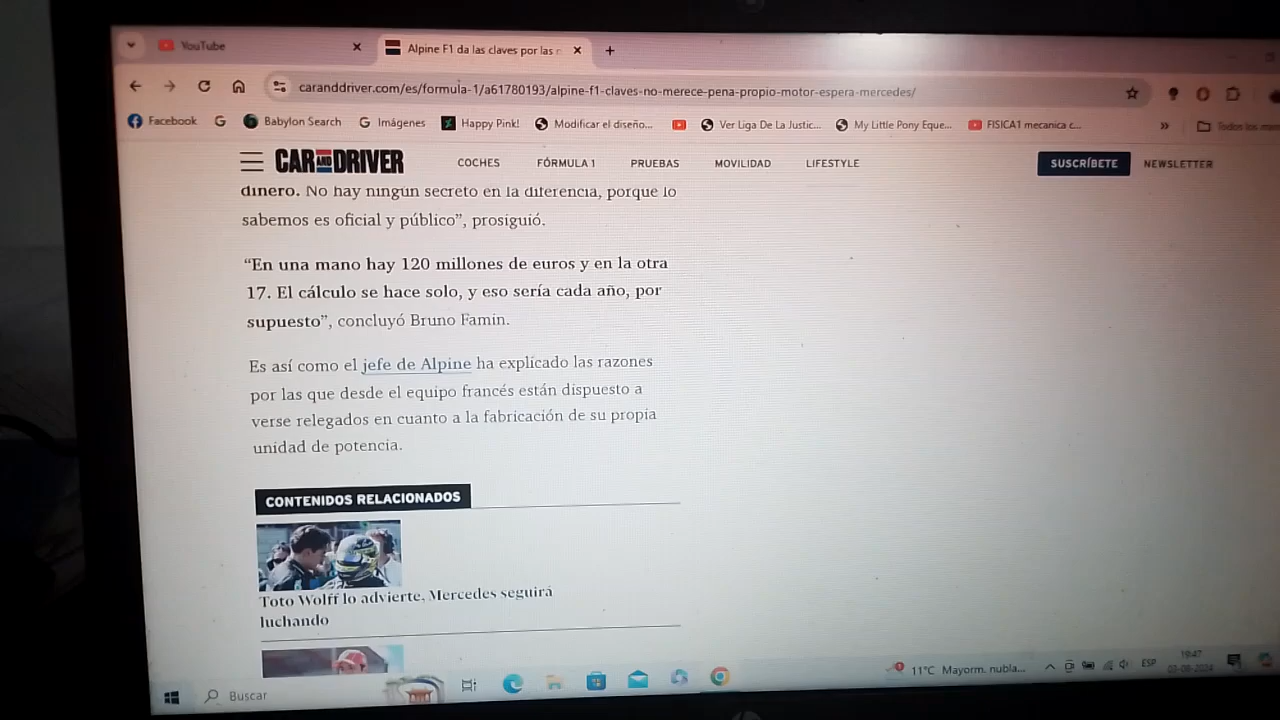 YouTube
Alpine F1 da las claves por las
caranddriver.com/es/formula-1/a61780193/alpine-f1-claves-no-merece-pena-propio-motor-espera-mercedes/
Facebook
Babylon Search
Imágenes
Happy Pink!
Modificar el diseño...
Ver Liga De La Justic...
My Little Pony Eque...
FISICA1 mecanica c...
»
Todos los
CAR AND DRIVER
COCHES
FÓRMULA 1
PRUEBAS
MOVILIDAD
LIFESTYLE
SUSCRÍBETE
NEWSLETTER
dinero. No hay ningún secreto en la diferencia, porque lo
sabemos es oficial y público”, prosiguió.
“En una mano hay 120 millones de euros y en la otra
17. El cálculo se hace solo, y eso sería cada año, por
supuesto”, concluyó Bruno Famin.
Es así como el jefe de Alpine ha explicado las razones
por las que desde el equipo francés están dispuesto a
verse relegados en cuanto a la fabricación de su propia
unidad de potencia.
CONTENIDOS RELACIONADOS
Toto Wolff lo advierte, Mercedes seguirá
luchando
Buscar
11°C Mayorm. nubla...
ESP
19:47
03-08-2024